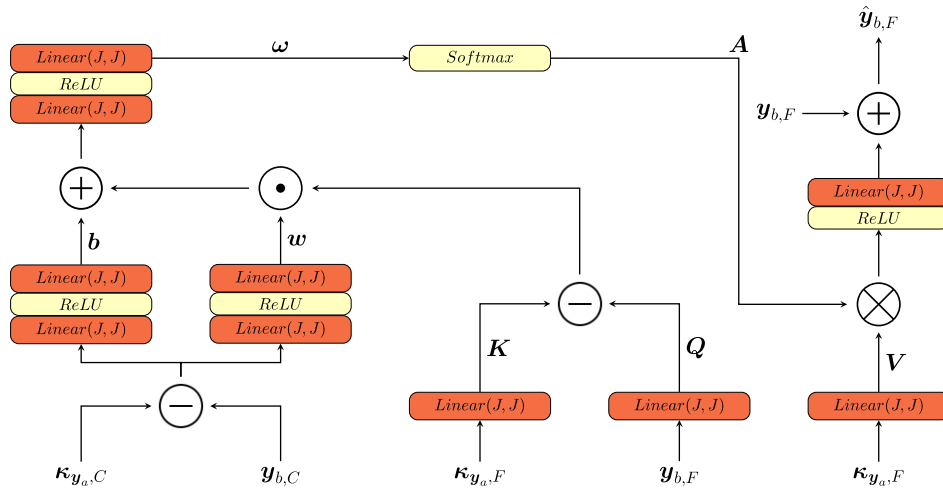 ŷ_{b,F}
ω
A
Linear(J, J)
Softmax
ReLU
Linear(J, J)
y_{b,F}
Linear(J, J)
ReLU
b
w
Linear(J, J)
Linear(J, J)
ReLU
ReLU
Linear(J, J)
Linear(J, J)
K
Q
V
Linear(J, J)
Linear(J, J)
Linear(J, J)
κ_{y_a,C}
y_{b,C}
κ_{y_a,F}
y_{b,F}
κ_{y_a,F}